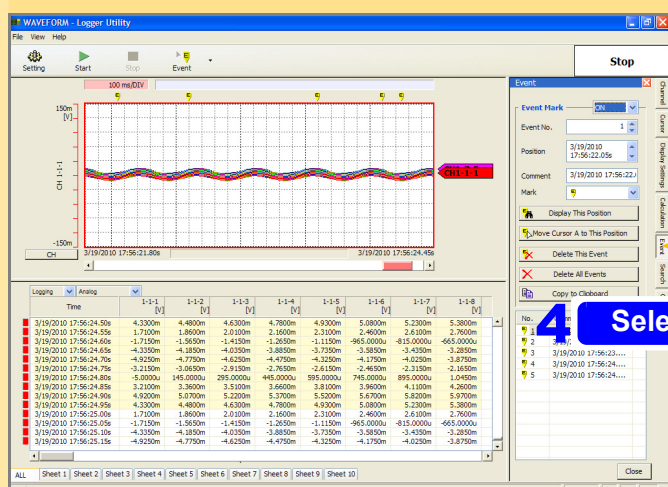 WAVEFORM - Logger Utility
File View Help
Setting Start Stop Event
Stop
100 ms/DIV
150m
[V]
CH 1-1-1
-150m
CH1-1-1
CH
3/19/2010 17:56:21.80s
3/19/2010 17:56:24.45s
Event
Event Mark ON
Event No. 1
Position 3/19/2010 17:56:22.05s
Comment 3/19/2010 17:56:22.
Mark
Display This Position
Move Cursor A to This Position
Delete This Event
Delete All Events
Copy to Clipboard
No.
1
2
3 3/19/2010 17:56:23....
4 3/19/2010 17:56:24....
5 3/19/2010 17:56:24....
Close
4 Sele
Channel
Cursor
Display Settings
Calculation
Event
Search
Logging Analog
Time 1-1-1 [V] 1-1-2 [V] 1-1-3 [V] 1-1-4 [V] 1-1-5 [V] 1-1-6 [V] 1-1-7 [V] 1-1-8 [V]
3/19/2010 17:56:24.50s 4.3300m 4.4800m 4.6300m 4.7800m 4.9300m 5.0800m 5.2300m 5.3800m
3/19/2010 17:56:24.55s 1.7100m 1.8600m 2.0100m 2.1600m 2.3100m 2.4600m 2.6100m 2.7600m
3/19/2010 17:56:24.60s -1.7150m -1.5650m -1.4150m -1.2650m -1.1150m -965.0000u -815.0000u -665.0000u
3/19/2010 17:56:24.65s -4.3350m -4.1850m -4.0350m -3.8850m -3.7350m -3.5850m -3.4350m -3.2850m
3/19/2010 17:56:24.70s -4.9250m -4.7750m -4.6250m -4.4750m -4.3250m -4.1750m -4.0250m -3.8750m
3/19/2010 17:56:24.75s -3.2150m -3.0650m -2.9150m -2.7650m -2.6150m -2.4650m -2.3150m -2.1650m
3/19/2010 17:56:24.80s -5.0000u 145.0000u 295.0000u 445.0000u 595.0000u 745.0000u 895.0000u 1.0450m
3/19/2010 17:56:24.85s 3.2100m 3.3600m 3.5100m 3.6600m 3.8100m 3.9600m 4.1100m 4.2600m
3/19/2010 17:56:24.90s 4.9200m 5.0700m 5.2200m 5.3700m 5.5200m 5.6700m 5.8200m 5.9700m
3/19/2010 17:56:24.95s 4.3300m 4.4800m 4.6300m 4.7800m 4.9300m 5.0800m 5.2300m 5.3800m
3/19/2010 17:56:25.00s 1.7100m 1.8600m 2.0100m 2.1600m 2.3100m 2.4600m 2.6100m 2.7600m
3/19/2010 17:56:25.05s -1.7150m -1.5650m -1.4150m -1.2650m -1.1150m -965.0000u -815.0000u -665.0000u
3/19/2010 17:56:25.10s -4.3350m -4.1850m -4.0350m -3.8850m -3.7350m -3.5850m -3.4350m -3.2850m
3/19/2010 17:56:25.15s -4.9250m -4.7750m -4.6250m -4.4750m -4.3250m -4.1750m -4.0250m -3.8750m
ALL Sheet 1 Sheet 2 Sheet 3 Sheet 4 Sheet 5 Sheet 6 Sheet 7 Sheet 8 Sheet 9 Sheet 10